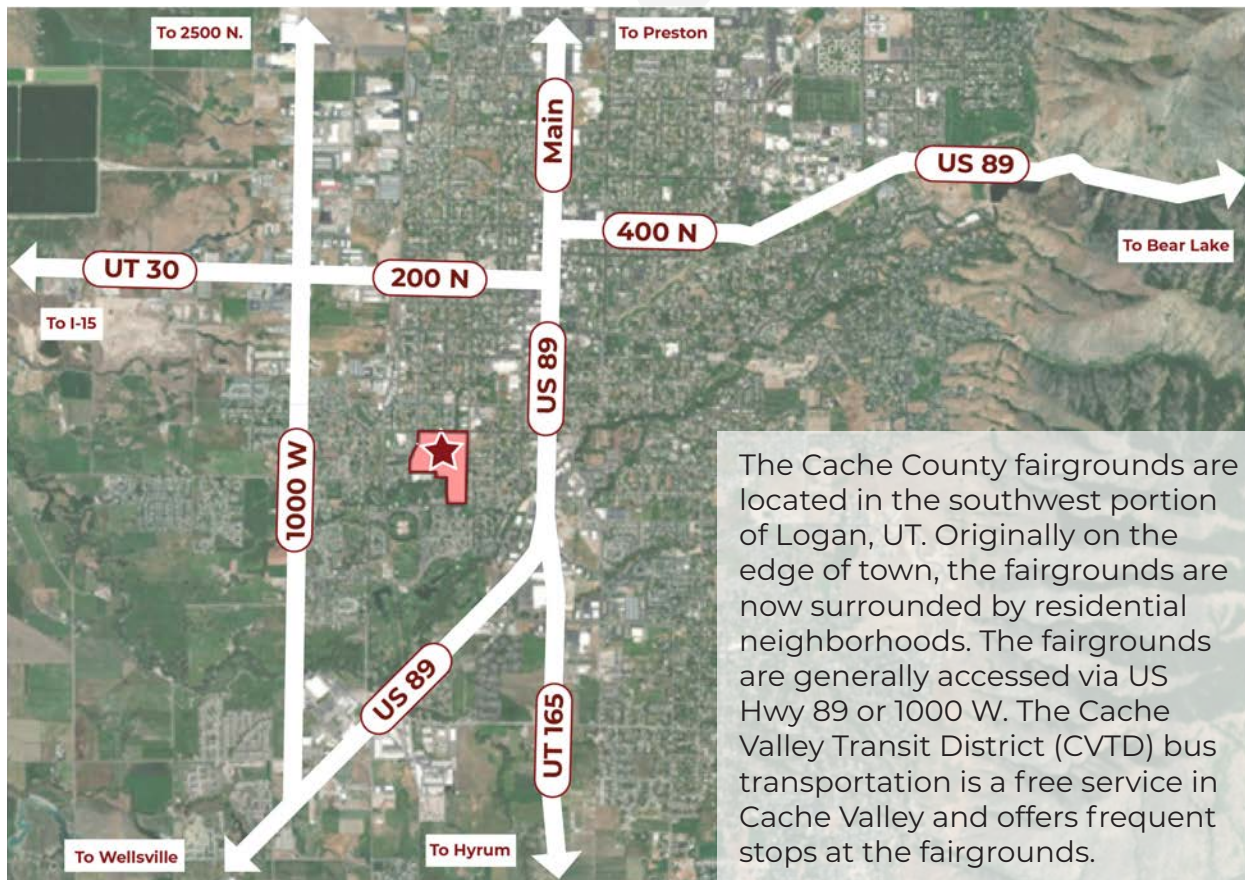 To 2500 N.
To Preston
Main
US 89
400 N
To Bear Lake
UT 30
200 N
To I-15
US 89
1000 W
The Cache County fairgrounds are
located in the southwest portion
of Logan, UT. Originally on the
edge of town, the fairgrounds are
now surrounded by residential
neighborhoods. The fairgrounds
are generally accessed via US
Hwy 89 or 1000 W. The Cache
Valley Transit District (CVTD) bus
transportation is a free service in
Cache Valley and offers frequent
stops at the fairgrounds.
US 89
UT 165
To Wellsville
To Hyrum